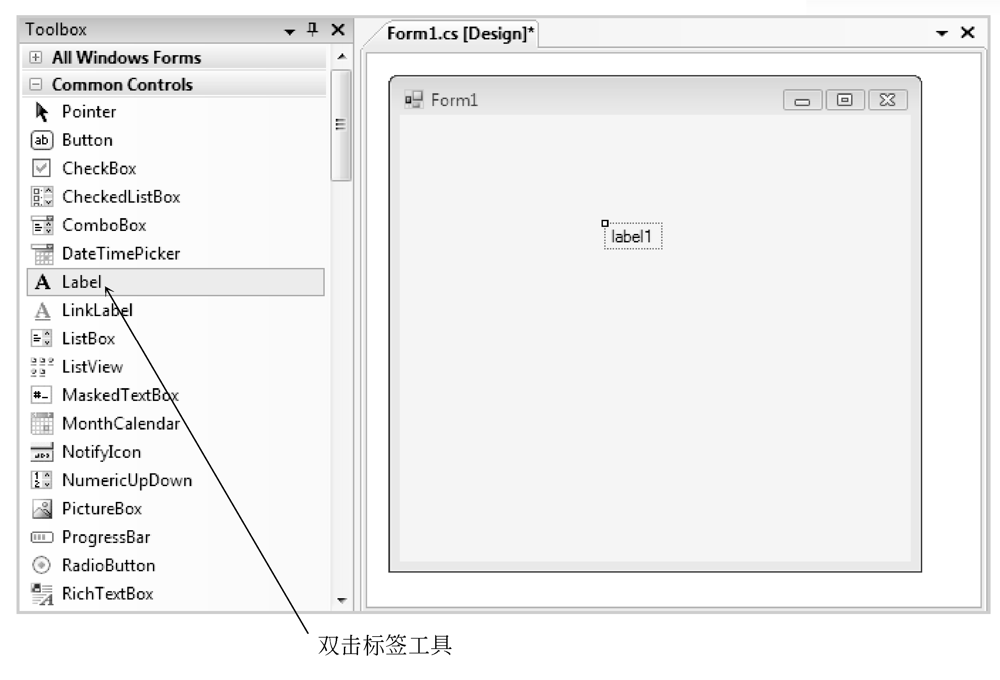 Toolbox
All Windows Forms
Common Controls
Pointer
Button
CheckBox
CheckedListBox
ComboBox
DateTimePicker
Label
LinkLabel
ListBox
ListView
MaskedTextBox
MonthCalendar
NotifyIcon
NumericUpDown
PictureBox
ProgressBar
RadioButton
RichTextBox
Form1.cs [Design]*
Form1
label1
双击标签工具